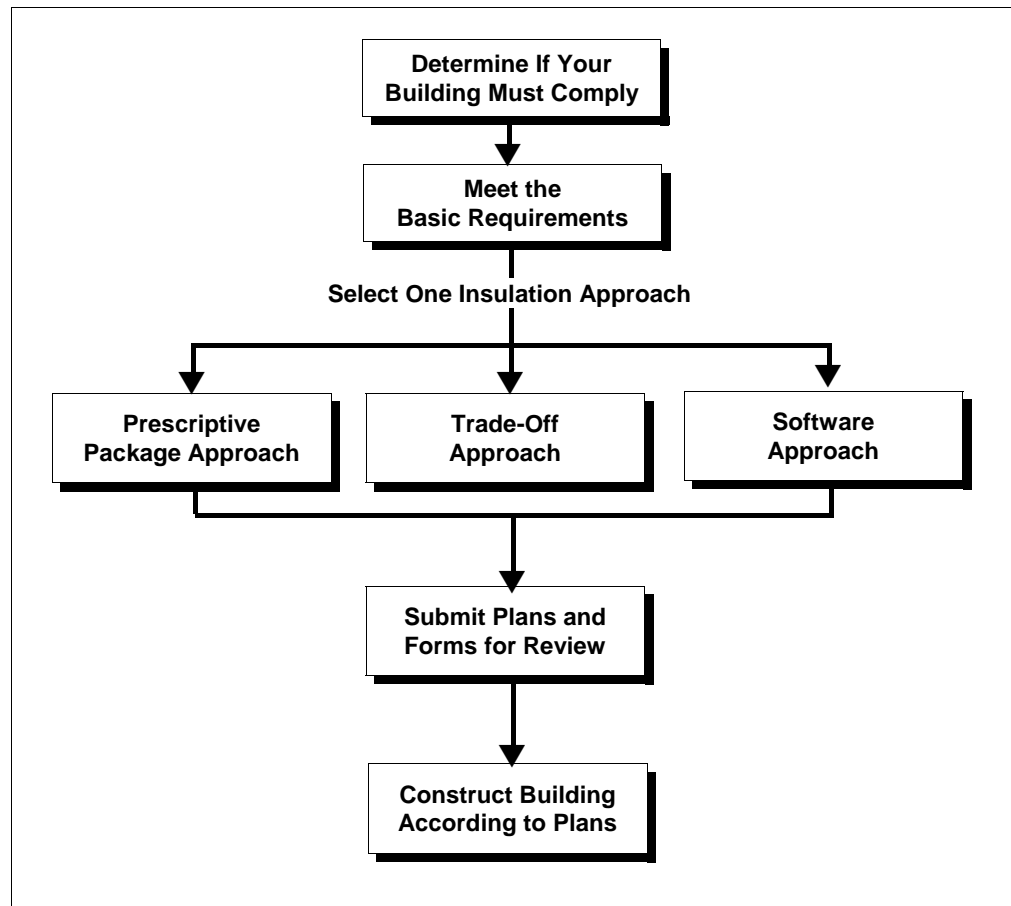 Determine If Your
Building Must Comply
Meet the
Basic Requirements
Select One Insulation Approach
Prescriptive
Package Approach
Trade-Off
Approach
Software
Approach
Submit Plans and
Forms for Review
Construct Building
According to Plans